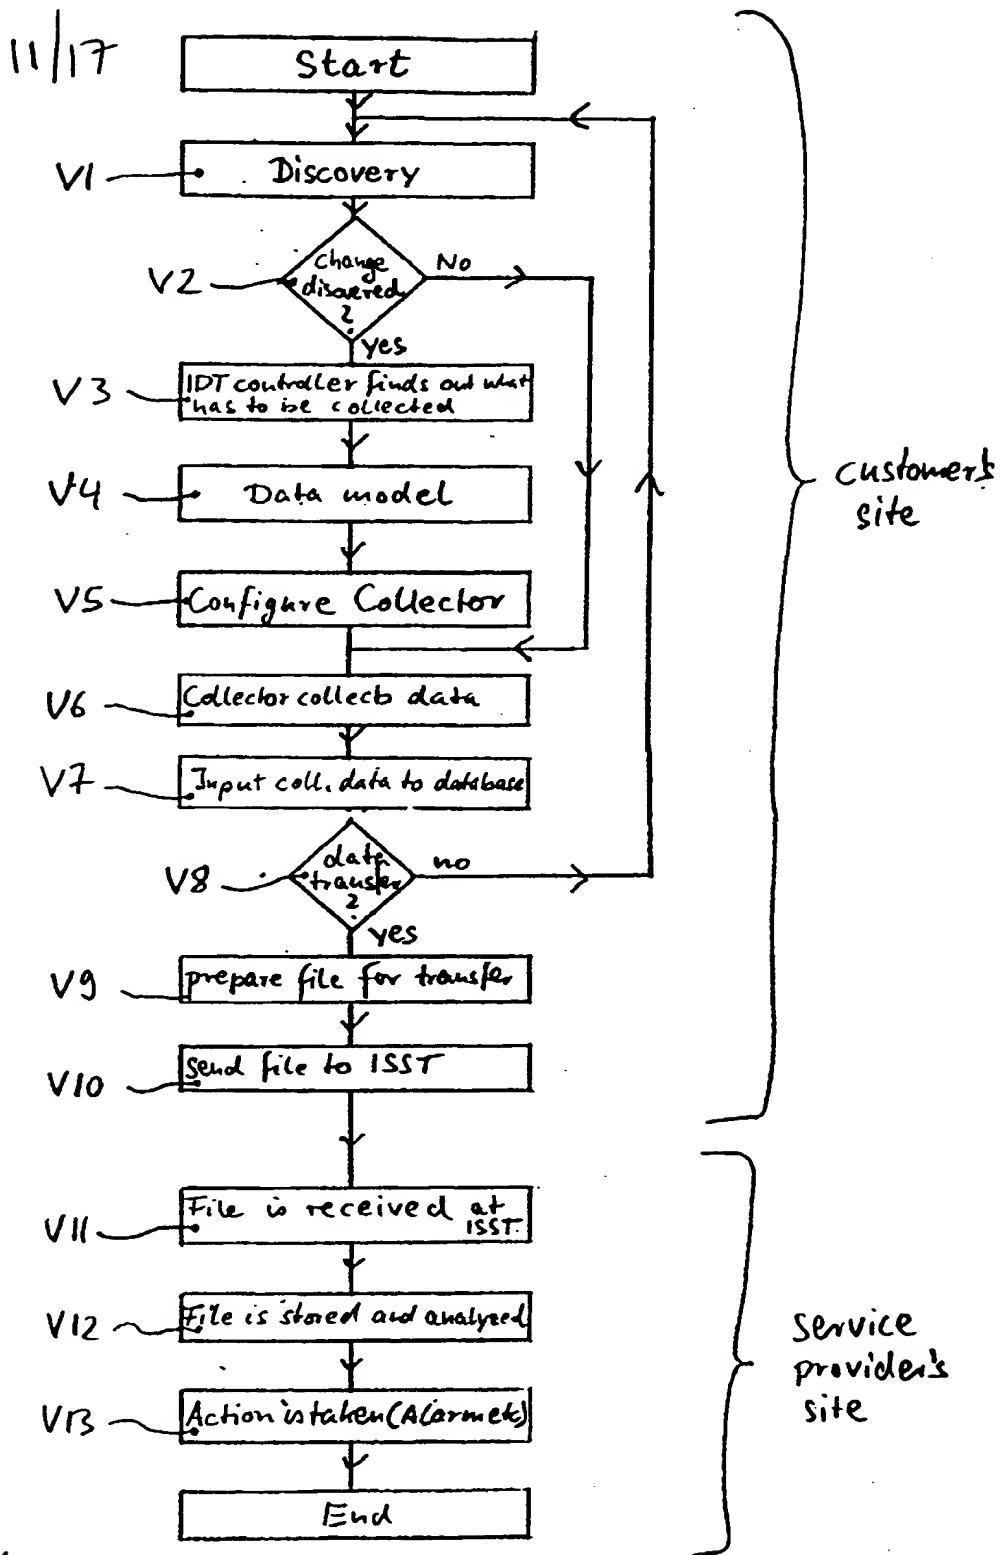 11/17
Start
V1
Discovery
V2
change
discovered
?
No
yes
V3
IDT controller finds out what
has to be collected
V4
Data model
customer's
site
V5
Configure Collector
V6
Collector collects data
V7
Input coll. data to database
V8
data
transfer
?
no
yes
V9
prepare file for transfer
V10
send file to ISST
V11
File is received at
ISST.
V12
File is stored and analyzed
service
provider's
site
V13
Action is taken (Alarm etc)
End